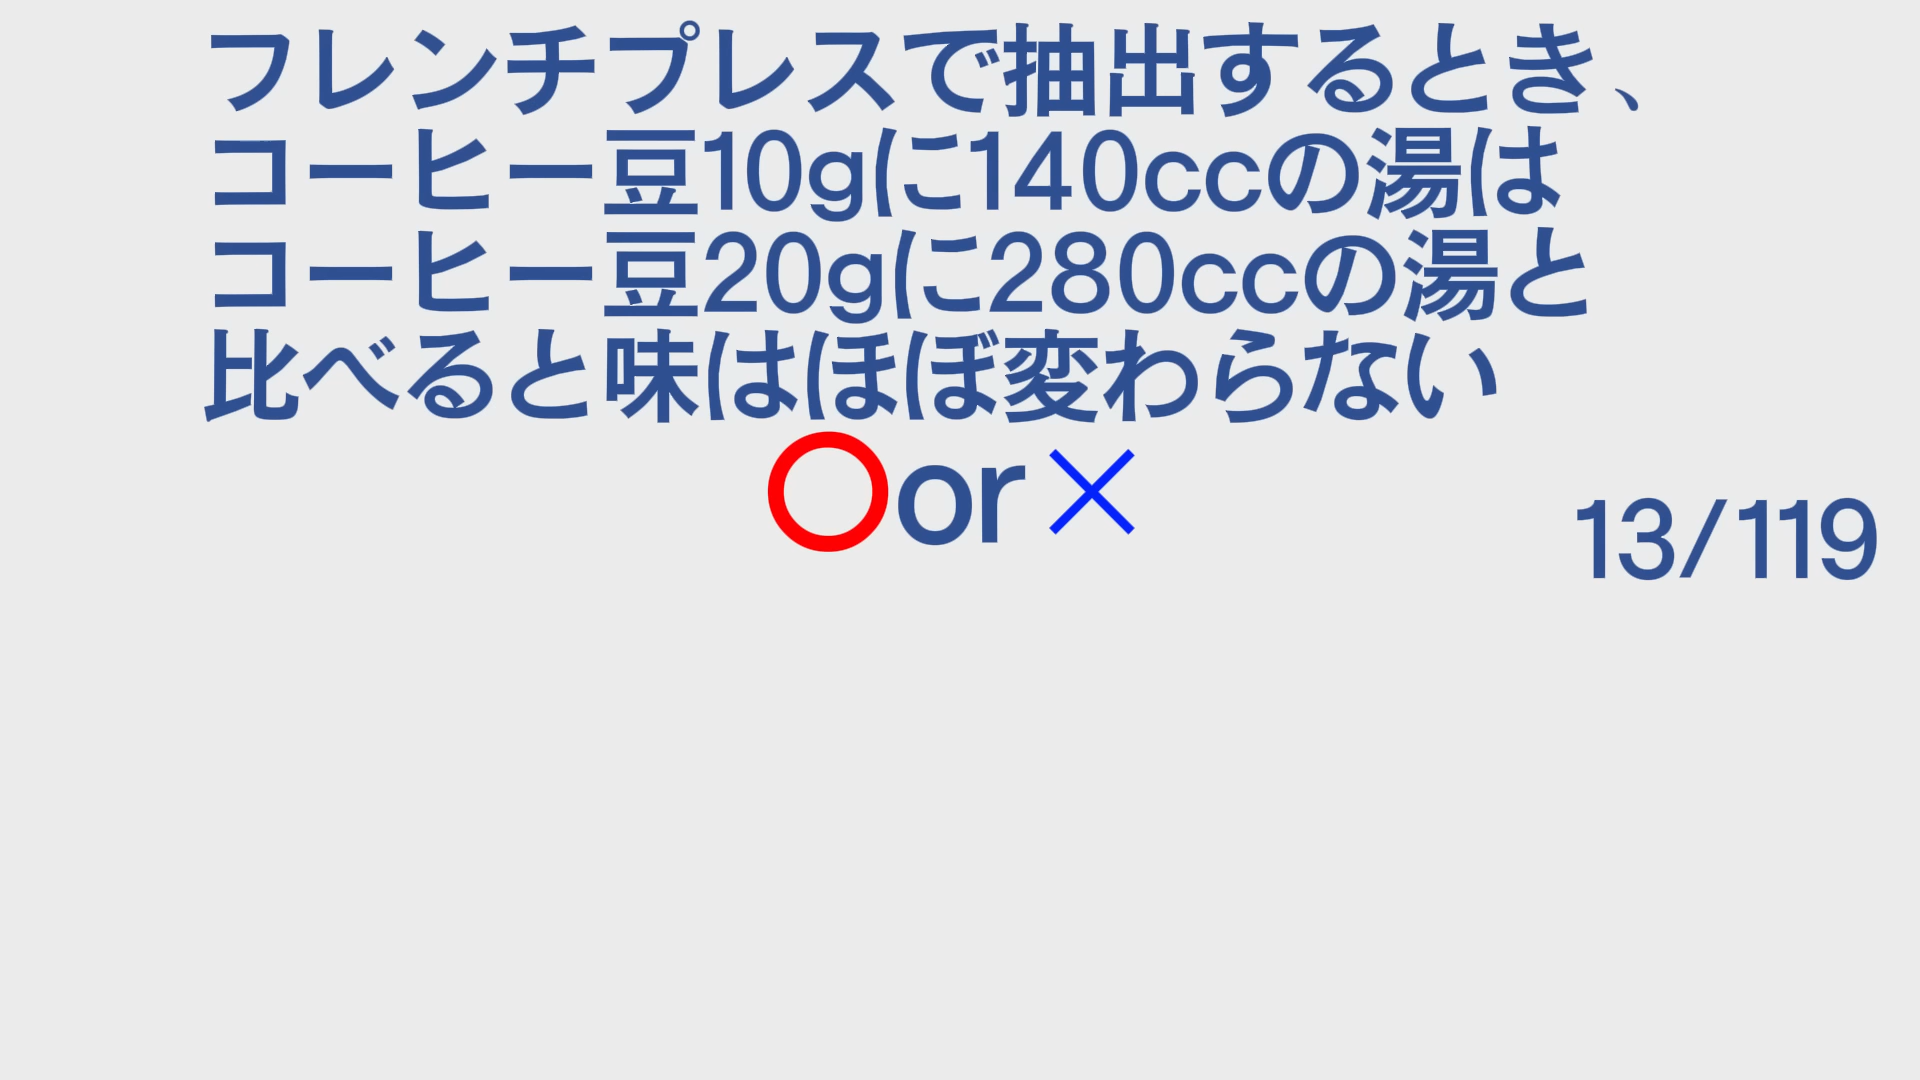 フレンチプレスで抽出するとき、
コーヒー豆10gに140ccの湯は
コーヒー豆20gに280ccの湯と
比べると味はほぼ変わらない
〇or×
13/119